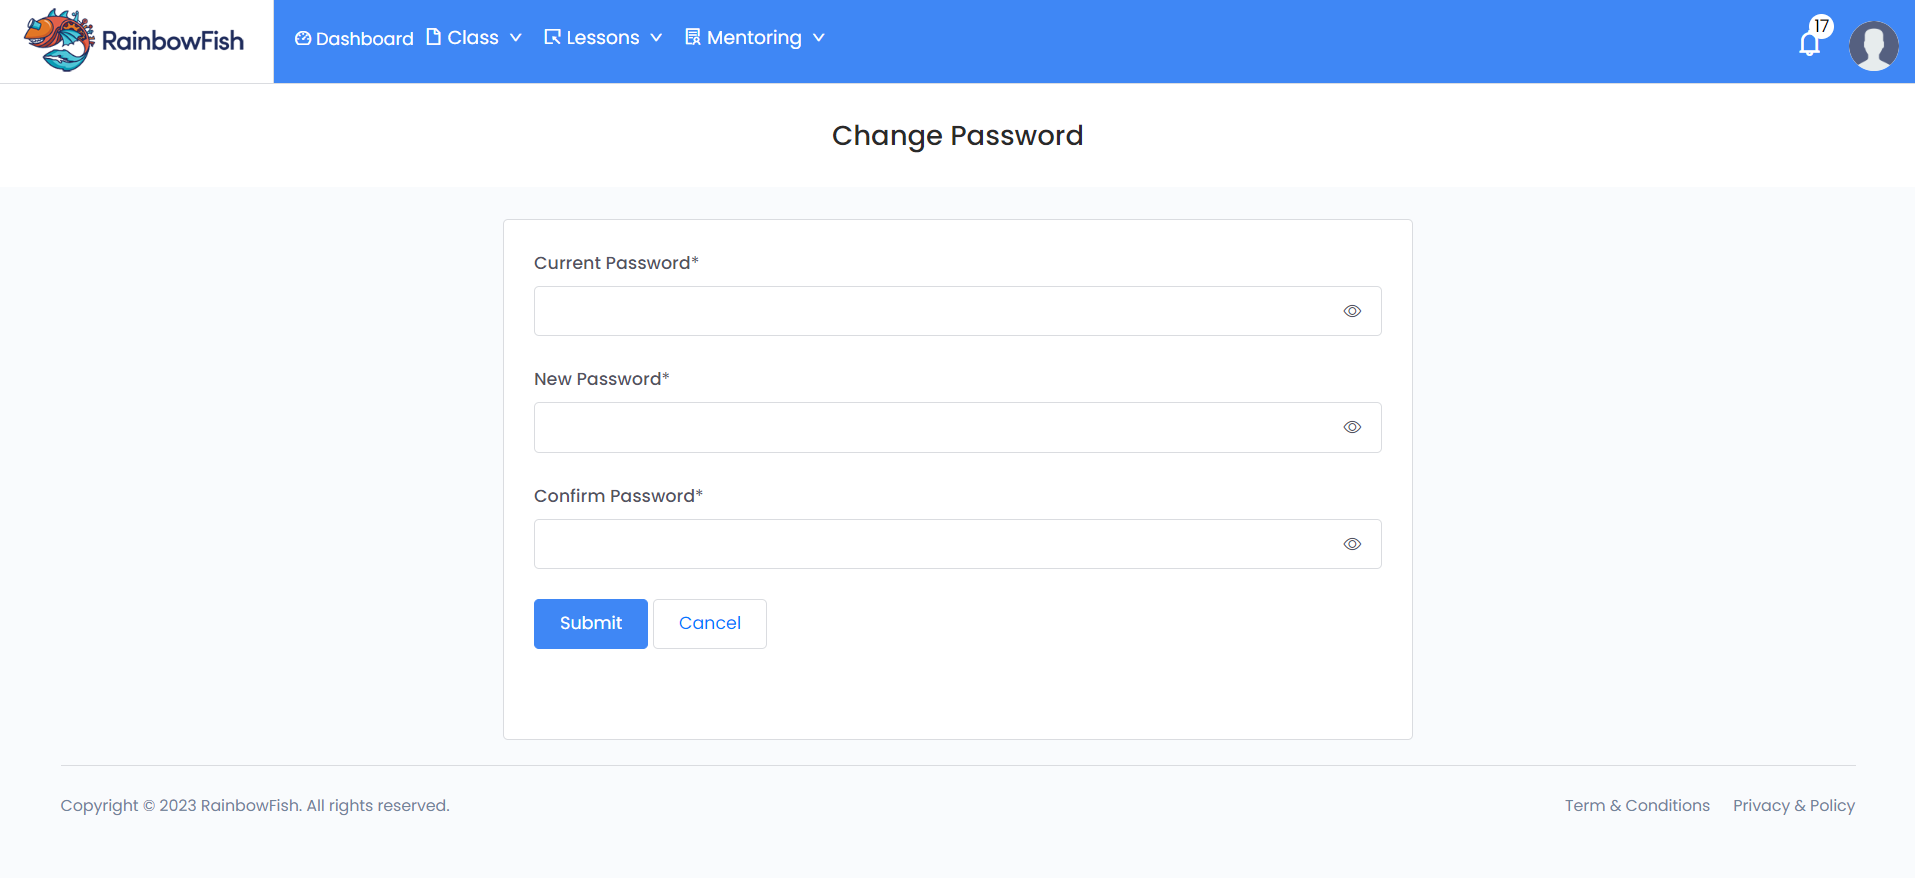 RainbowFish
Dashboard Class Lessons Mentoring
17
Change Password
Current Password*
New Password*
Confirm Password*
Submit Cancel
Copyright © 2023 RainbowFish. All rights reserved.
Term & Conditions Privacy & Policy